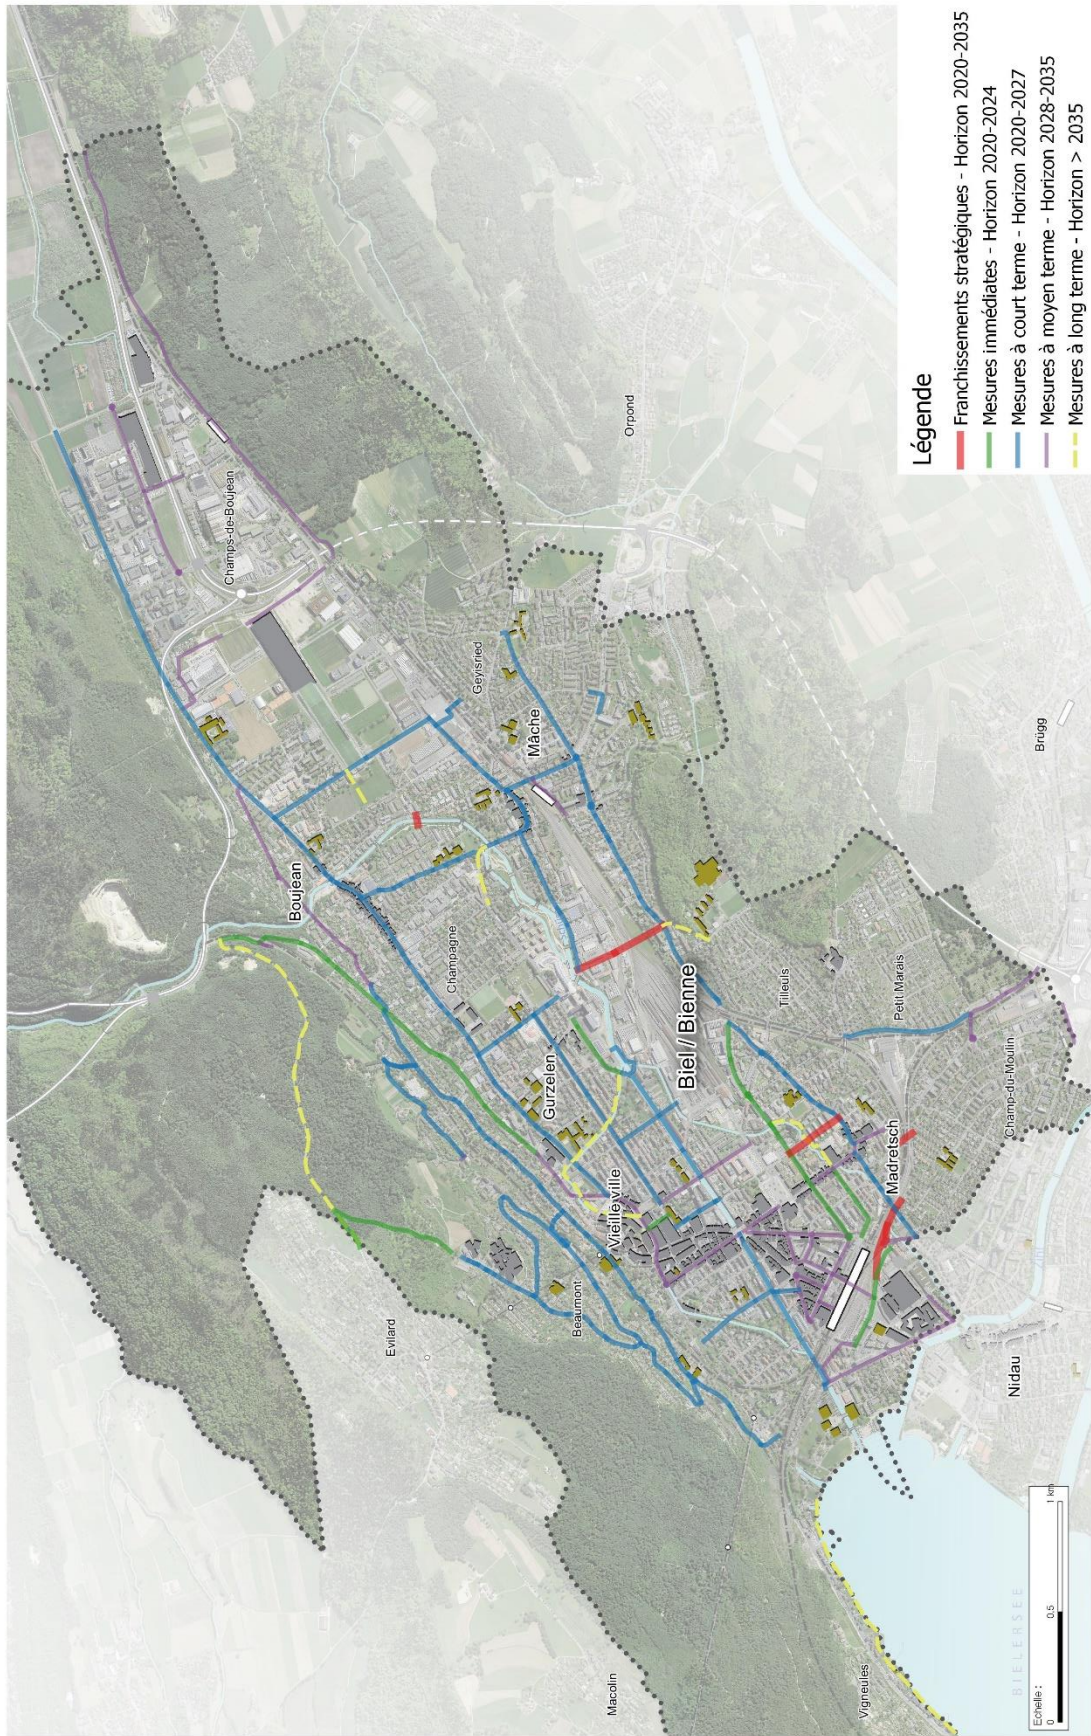 Champs-de-Boujean
Orpond
Geyisried
Mâche
Boujean
Champagne
Gurzelen
Biel / Bienne
Tilleuls
Petit Marais
Brügg
Champ-du-Moulin
Madretsch
Vieille ville
Beaumont
Evilard
Nidau
Macolin
Vigneules
BIELERSEE
Echelle :
0 0.5 1 km
Légende
Franchissements stratégiques - Horizon 2020-2035
Mesures immédiates - Horizon 2020-2024
Mesures à court terme - Horizon 2020-2027
Mesures à moyen terme - Horizon 2028-2035
Mesures à long terme - Horizon > 2035